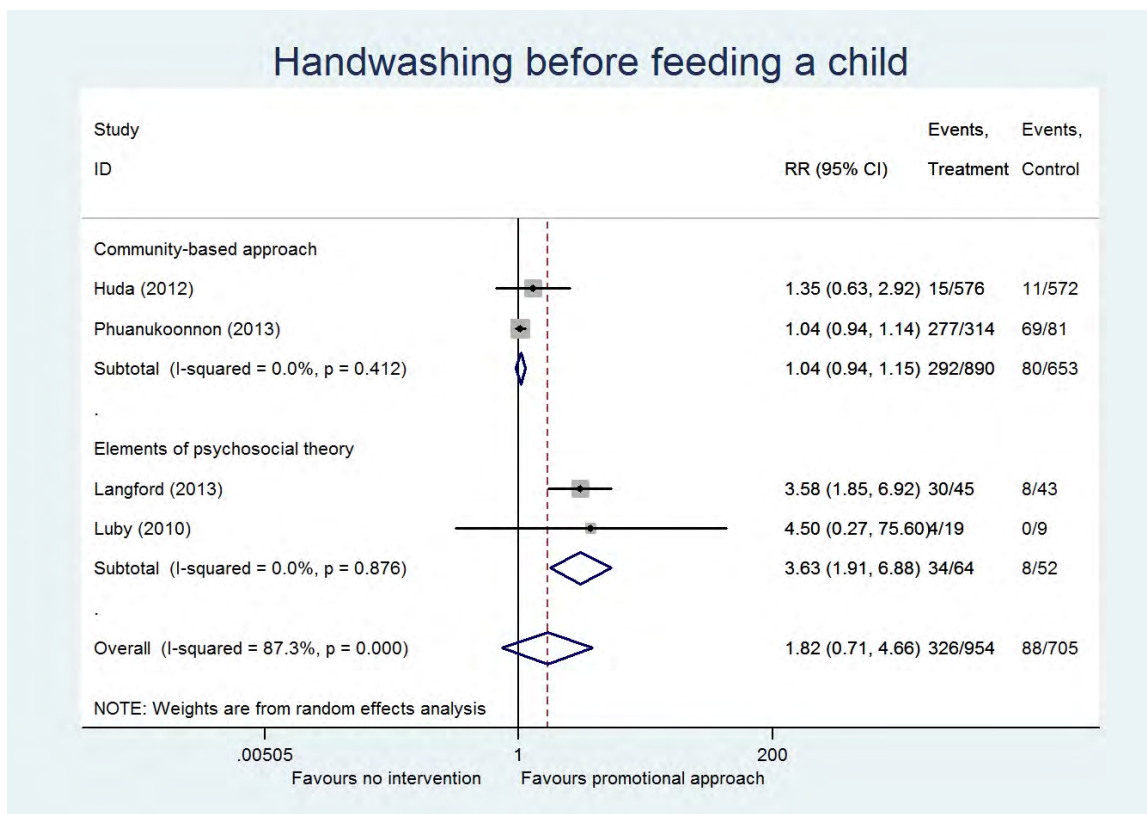 Handwashing before feeding a child
Study Events, Events,
ID RR (95% CI) Treatment Control
Community-based approach
Huda (2012) 1.35 (0.63, 2.92) 15/576 11/572
Phuanukoonnon (2013) 1.04 (0.94, 1.14) 277/314 69/81
Subtotal (I-squared = 0.0%, p = 0.412) 1.04 (0.94, 1.15) 292/890 80/653
.
Elements of psychosocial theory
Langford (2013) 3.58 (1.85, 6.92) 30/45 8/43
Luby (2010) 4.50 (0.27, 75.60) 4/19 0/9
Subtotal (I-squared = 0.0%, p = 0.876) 3.63 (1.91, 6.88) 34/64 8/52
.
Overall (I-squared = 87.3%, p = 0.000) 1.82 (0.71, 4.66) 326/954 88/705
NOTE: Weights are from random effects analysis
.00505 1 200
Favours no intervention Favours promotional approach